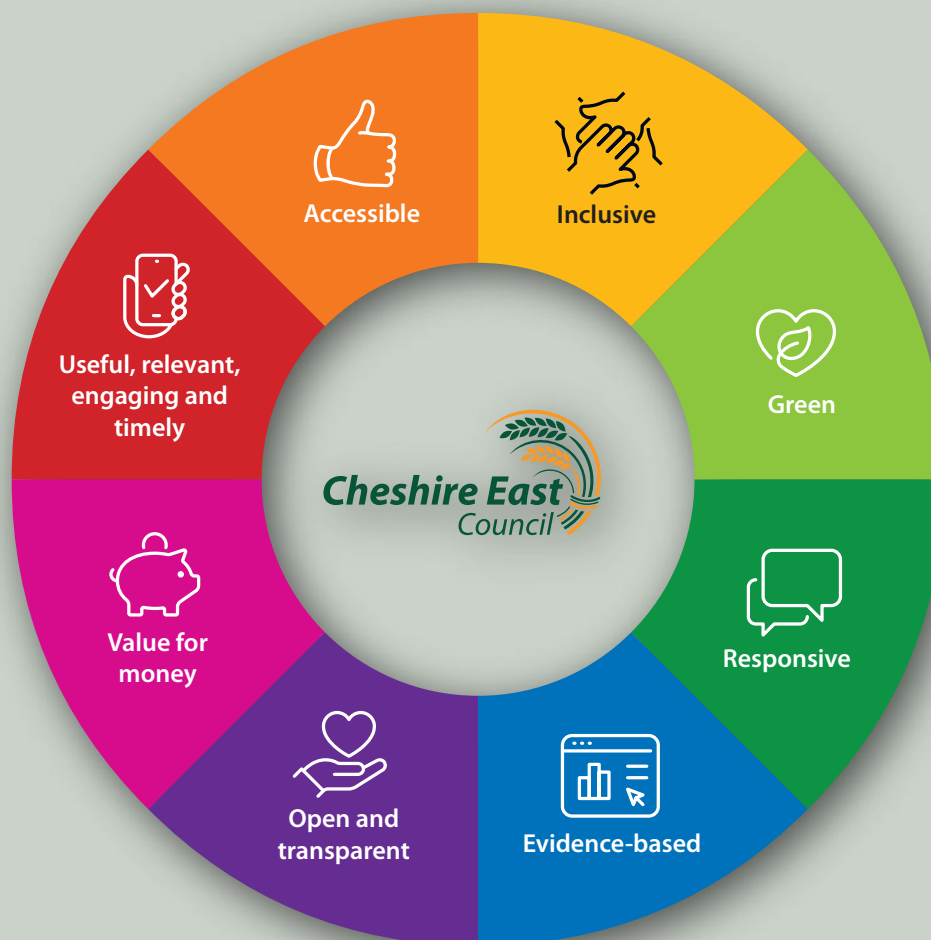 Accessible
Inclusive
Useful, relevant,
engaging and
timely
Green
Cheshire East
Council
Value for
money
Responsive
Open and
transparent
Evidence-based